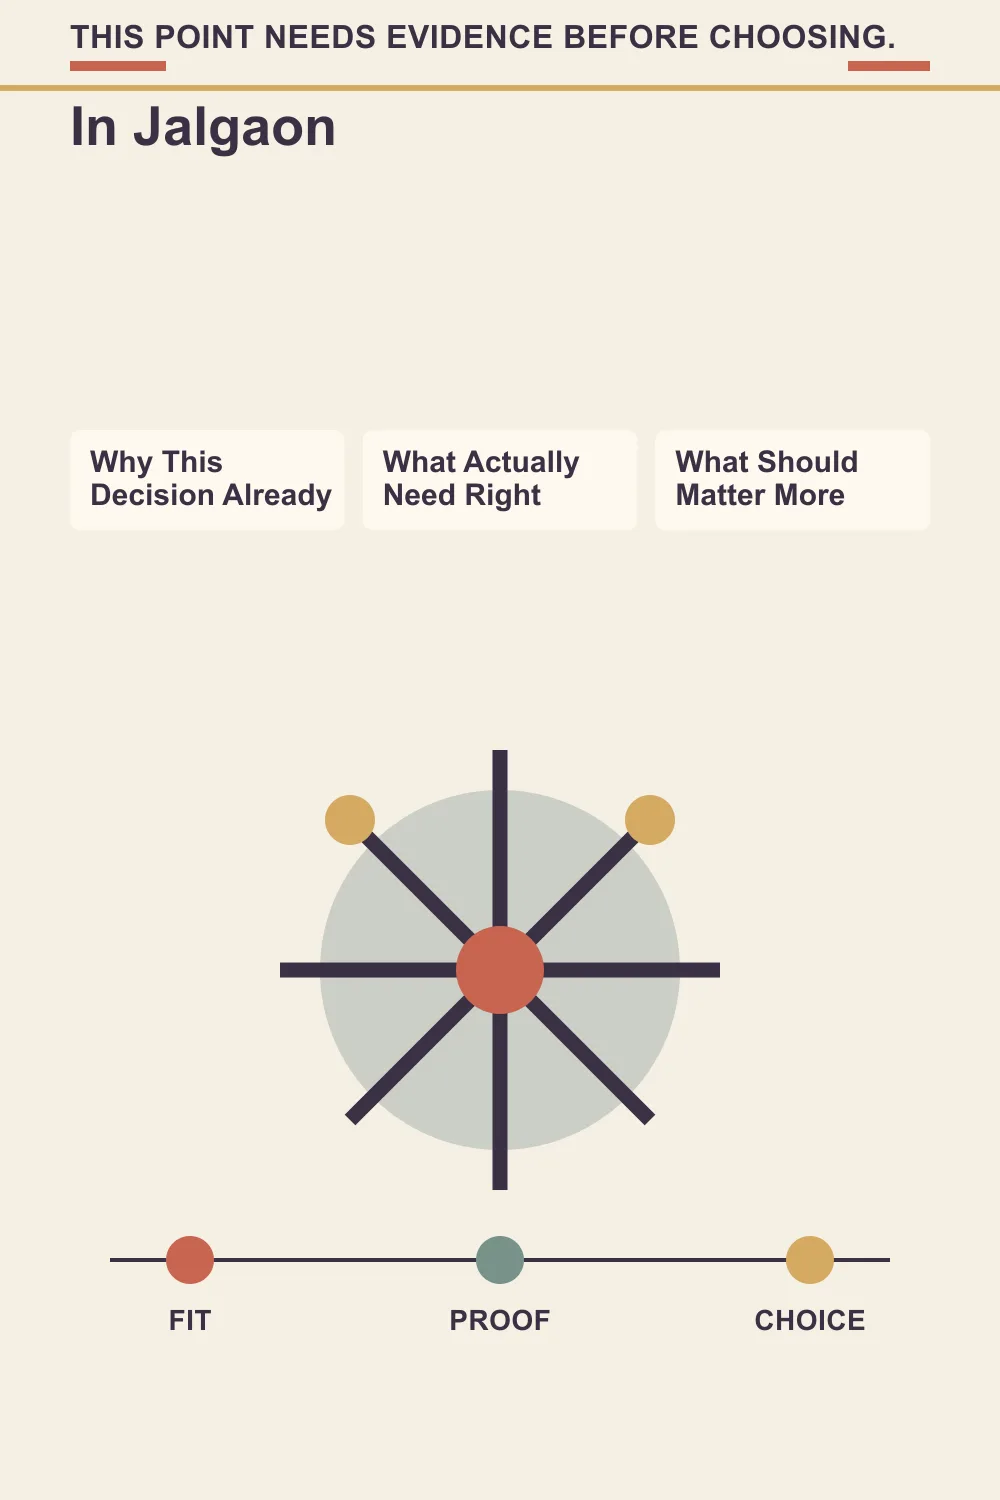 THIS POINT NEEDS EVIDENCE BEFORE CHOOSING.
In Jalgaon
Why This
Decision Already
What Actually
Need Right
What Should
Matter More
FIT
PROOF
CHOICE